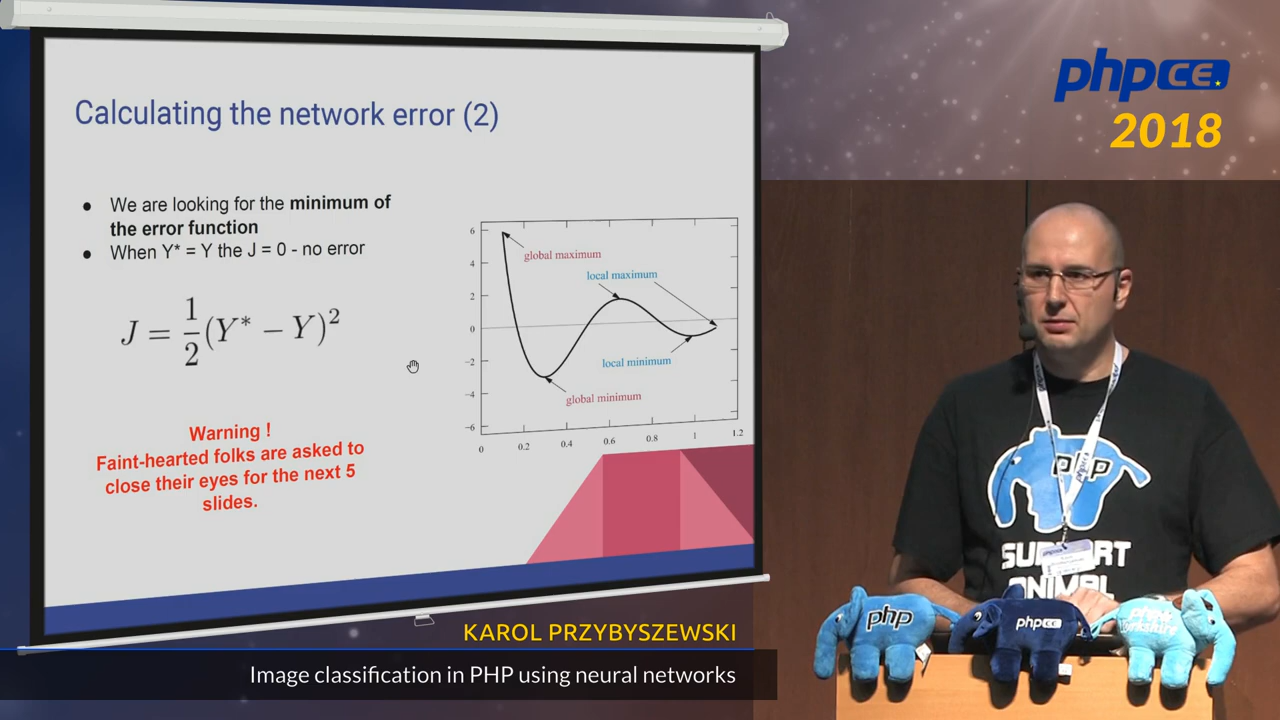 Calculating the network error (2)
● We are looking for the minimum of
the error function
● When Y* = Y the J = 0 - no error
J = 1/2 (Y* − Y)²
Warning !
Faint-hearted folks are asked to
close their eyes for the next 5
slides.
6
4
2
0
−2
−4
−6
0
0.2
0.4
0.6
0.8
1
1.2
global maximum
local maximum
local minimum
global minimum
KAROL PRZYBYSZEWSKI
Image classification in PHP using neural networks
phpCE.
2018
php
ANIMAL
php
phpce
php